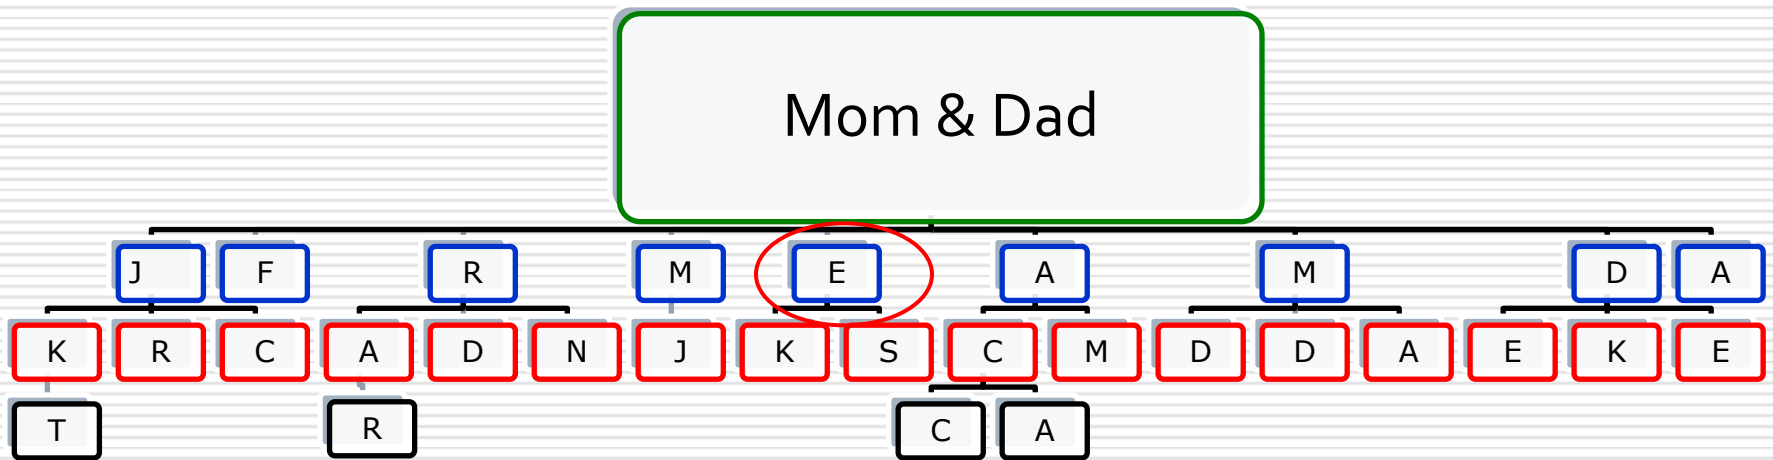 Mom & Dad
J F R M E A M D A
K R C A D N J K S C M D D A E K E
T R C A